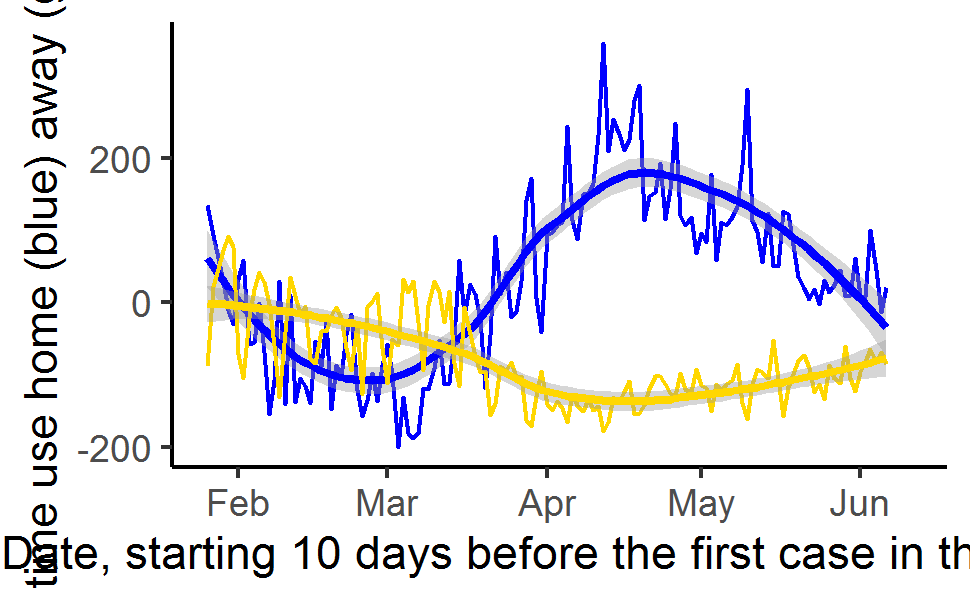 time use home (blue) away (
200
0
-200
Feb Mar Apr May Jun
Date, starting 10 days before the first case in th